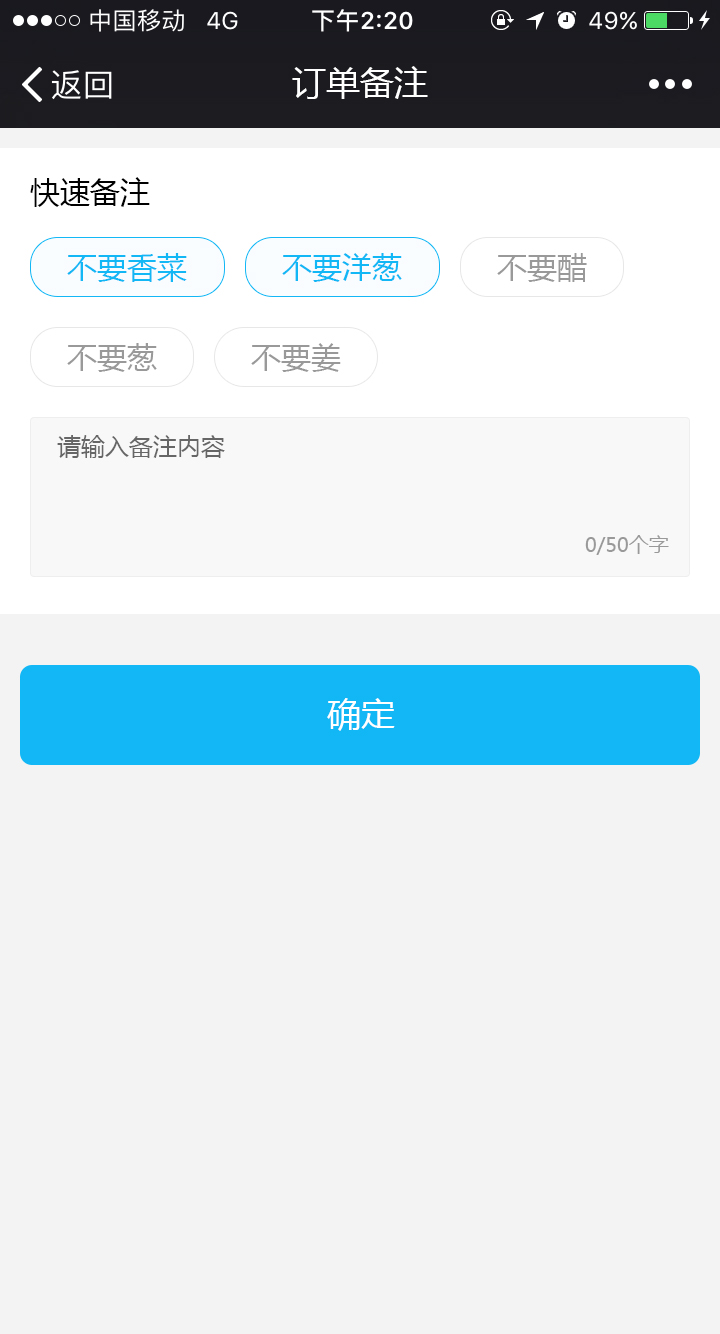 中国移动 4G 下午2:20 49%
返回 订单备注
快速备注
不要香菜 不要洋葱 不要醋
不要葱 不要姜
请输入备注内容
0/50个字
确定